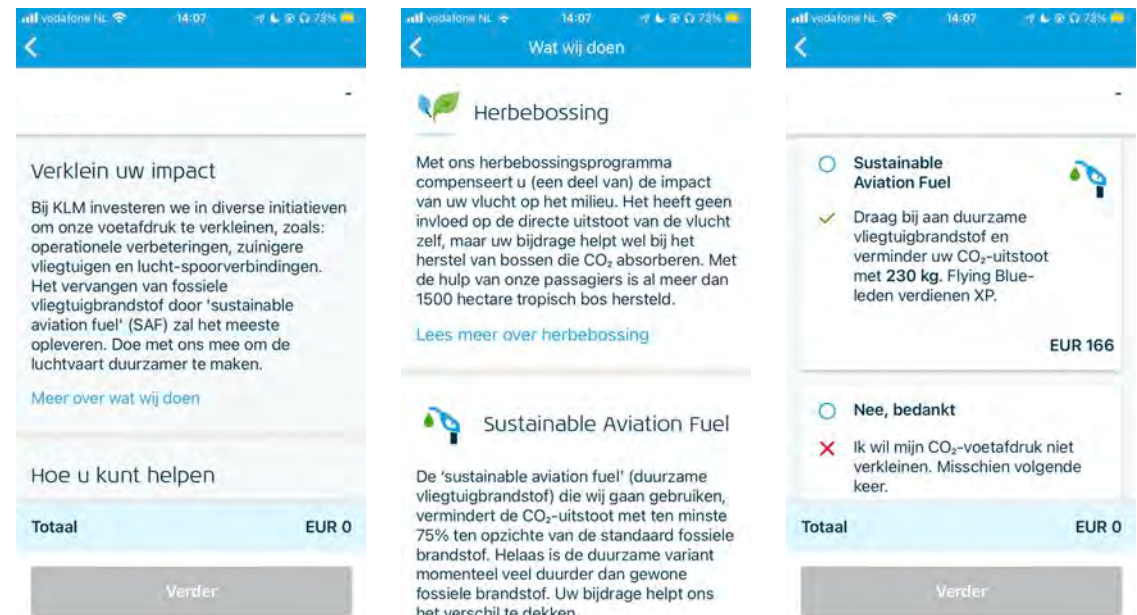 vodafone NL 14:07 73%
Verklein uw impact
Bij KLM investeren we in diverse initiatieven
om onze voetafdruk te verkleinen, zoals:
operationele verbeteringen, zuinigere
vliegtuigen en lucht-spoorverbindingen.
Het vervangen van fossiele
vliegtuigbrandstof door 'sustainable
aviation fuel' (SAF) zal het meeste
opleveren. Doe met ons mee om de
luchtvaart duurzamer te maken.
Meer over wat wij doen
Hoe u kunt helpen
Totaal EUR 0
Verder
vodafone NL 14:07 73%
Wat wij doen
Herbebossing
Met ons herbebossingsprogramma
compenseert u (een deel van) de impact
van uw vlucht op het milieu. Het heeft geen
invloed op de directe uitstoot van de vlucht
zelf, maar uw bijdrage helpt wel bij het
herstel van bossen die CO₂ absorberen. Met
de hulp van onze passagiers is al meer dan
1500 hectare tropisch bos hersteld.
Lees meer over herbebossing
Sustainable Aviation Fuel
De 'sustainable aviation fuel' (duurzame
vliegtuigbrandstof) die wij gaan gebruiken,
vermindert de CO₂-uitstoot met ten minste
75% ten opzichte van de standaard fossiele
brandstof. Helaas is de duurzame variant
momenteel veel duurder dan gewone
fossiele brandstof. Uw bijdrage helpt ons
het verschil te dekken
vodafone NL 14:07 73%
Sustainable
Aviation Fuel
Draag bij aan duurzame
vliegtuigbrandstof en
verminder uw CO₂-uitstoot
met 230 kg. Flying Blue-
leden verdienen XP.
EUR 166
Nee, bedankt
Ik wil mijn CO₂-voetafdruk niet
verkleinen. Misschien volgende
keer.
Totaal EUR 0
Verder